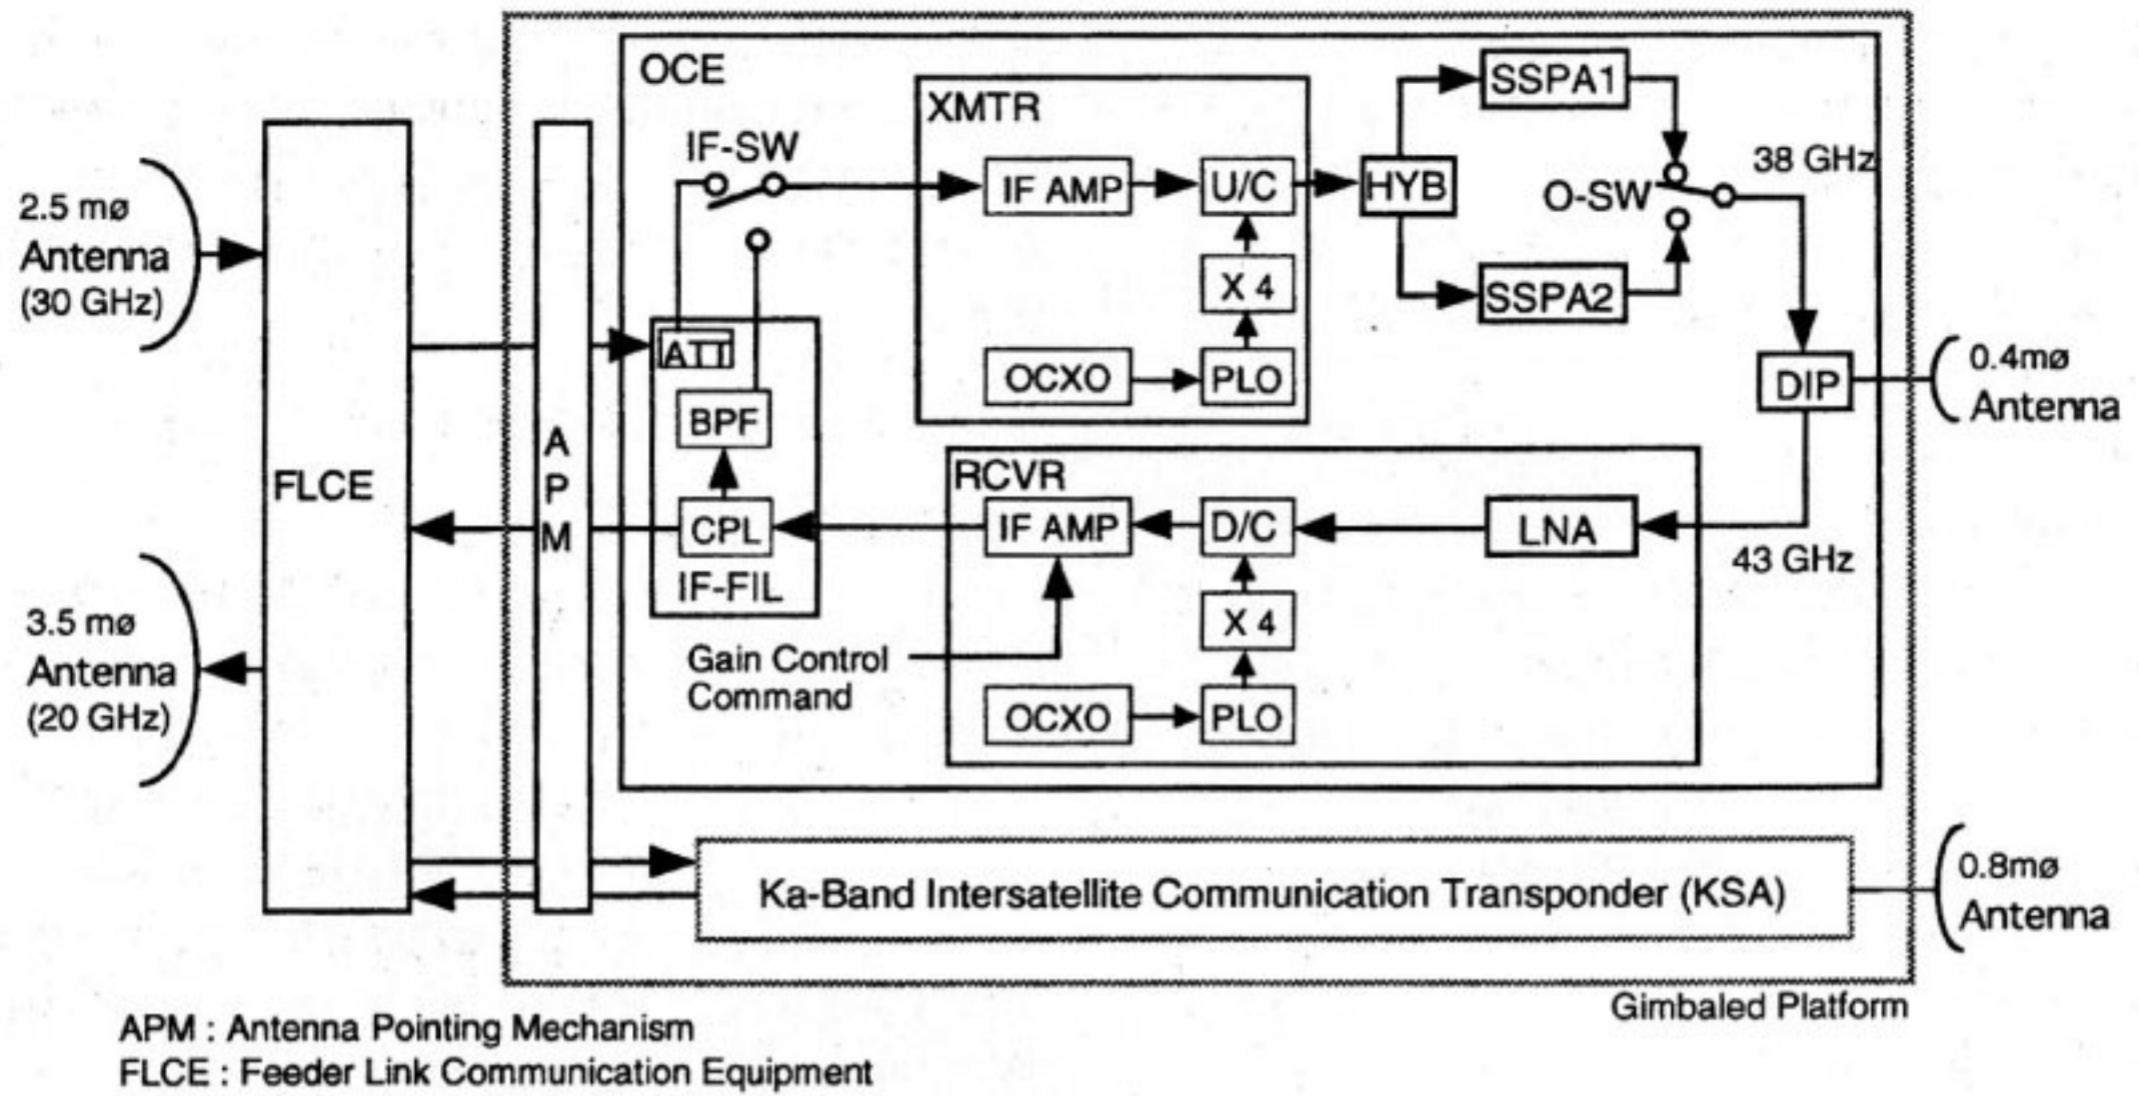 OCE
XMTR
SSPA1
IF-SW
2.5 mø
Antenna
(30 GHz)
IF AMP
U/C
HYB
38 GHz
O-SW
X 4
SSPA2
ATT
OCXO
PLO
DIP
0.4mø
Antenna
BPF
A
P
M
FLCE
RCVR
CPL
IF AMP
D/C
LNA
43 GHz
IF-FIL
X 4
Gain Control
Command
OCXO
PLO
3.5 mø
Antenna
(20 GHz)
Ka-Band Intersatellite Communication Transponder (KSA)
0.8mø
Antenna
Gimbaled Platform
APM : Antenna Pointing Mechanism
FLCE : Feeder Link Communication Equipment